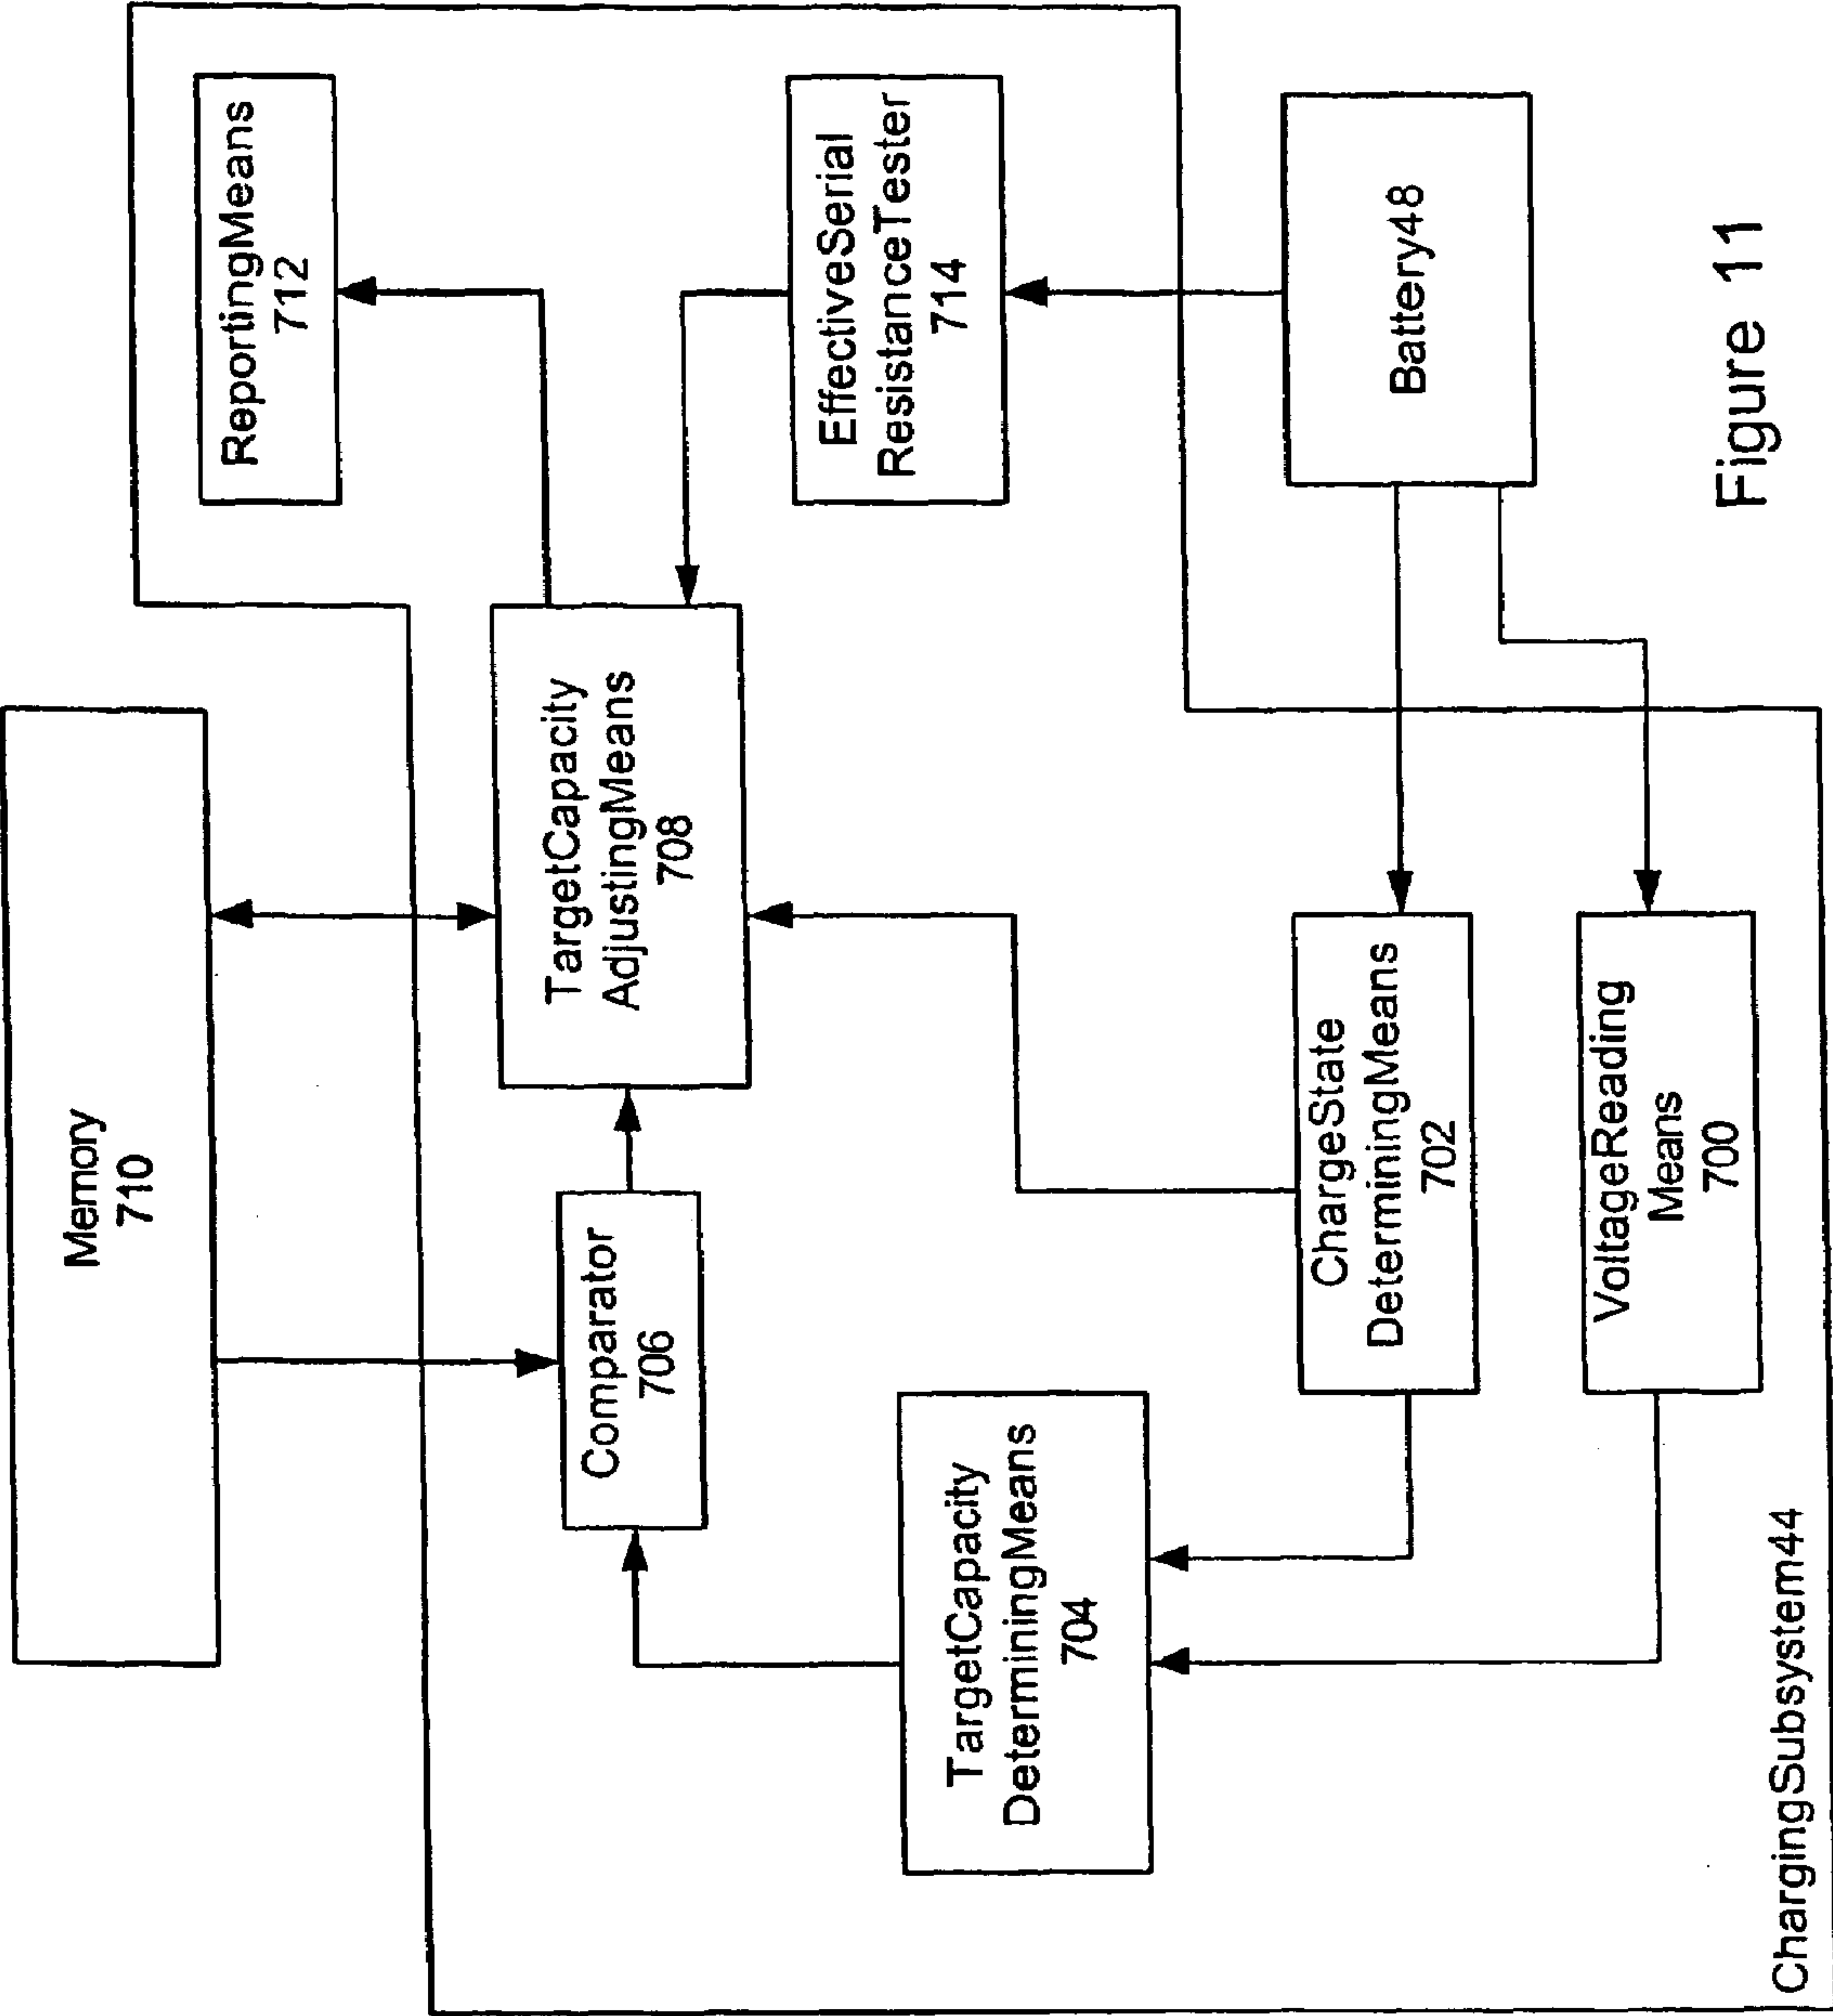 Memory
710
ReportingMeans
712
TargetCapacity
AdjustingMeans
708
Comparator
706
EffectiveSerial
ResistanceTester
714
TargetCapacity
DeterminingMeans
704
ChargeState
DeterminingMeans
702
Battery48
VoltageReading
Means
700
ChargingSubsystem44
Figure 11